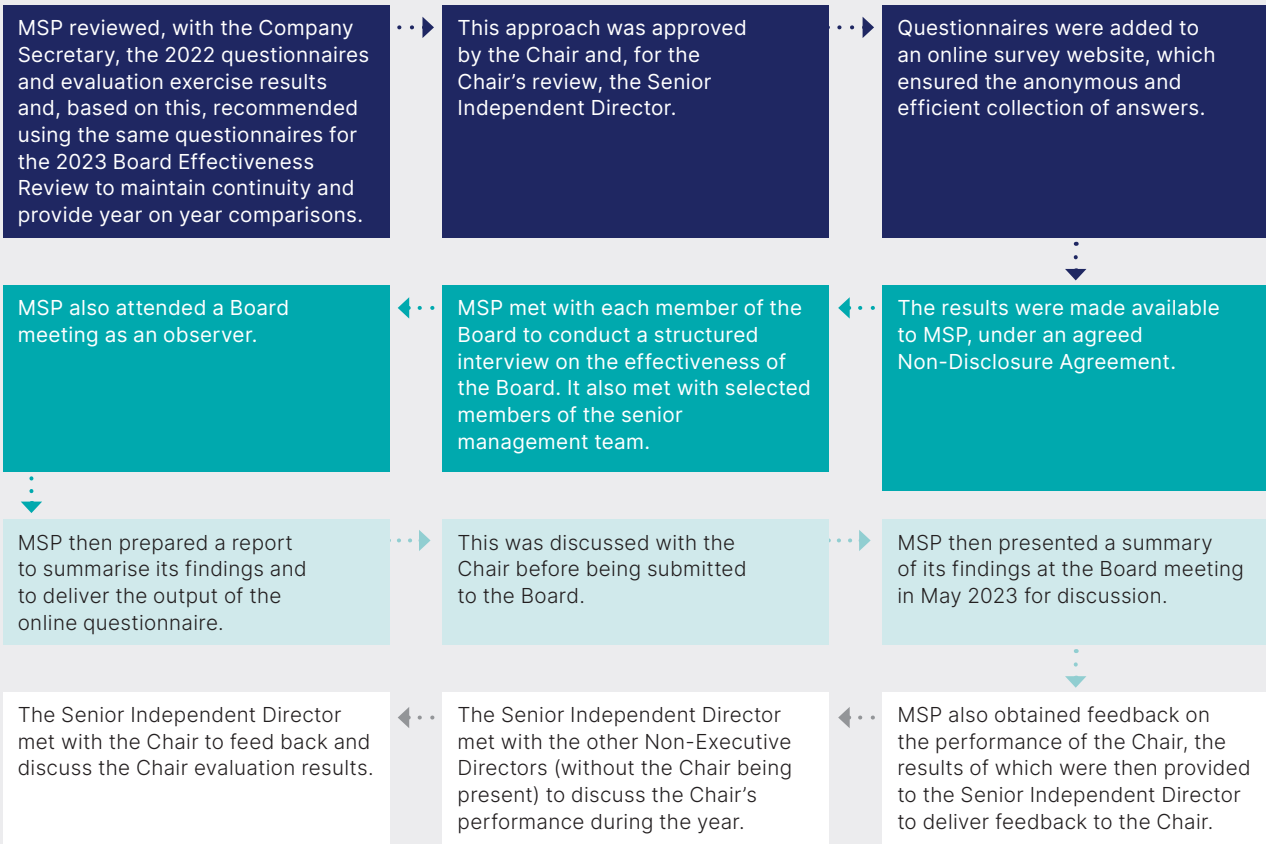 MSP reviewed, with the Company
Secretary, the 2022 questionnaires
and evaluation exercise results
and, based on this, recommended
using the same questionnaires for
the 2023 Board Effectiveness
Review to maintain continuity and
provide year on year comparisons.
This approach was approved
by the Chair and, for the
Chair’s review, the Senior
Independent Director.
Questionnaires were added to
an online survey website, which
ensured the anonymous and
efficient collection of answers.
The results were made available
to MSP, under an agreed
Non-Disclosure Agreement.
MSP met with each member of the
Board to conduct a structured
interview on the effectiveness of
the Board. It also met with selected
members of the senior
management team.
MSP also attended a Board
meeting as an observer.
MSP then prepared a report
to summarise its findings and
to deliver the output of the
online questionnaire.
This was discussed with the
Chair before being submitted
to the Board.
MSP then presented a summary
of its findings at the Board meeting
in May 2023 for discussion.
MSP also obtained feedback on
the performance of the Chair, the
results of which were then provided
to the Senior Independent Director
to deliver feedback to the Chair.
The Senior Independent Director
met with the other Non-Executive
Directors (without the Chair being
present) to discuss the Chair’s
performance during the year.
The Senior Independent Director
met with the Chair to feed back and
discuss the Chair evaluation results.